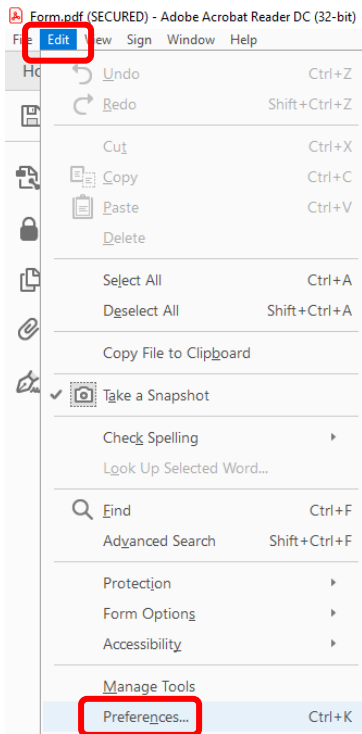 Form.pdf (SECURED) - Adobe Acrobat Reader DC (32-bit)
File Edit View Sign Window Help
Ho
Undo Ctrl+Z
Redo Shift+Ctrl+Z
Cut Ctrl+X
Copy Ctrl+C
Paste Ctrl+V
Delete
Select All Ctrl+A
Deselect All Shift+Ctrl+A
Copy File to Clipboard
Take a Snapshot
Check Spelling
Look Up Selected Word...
Find Ctrl+F
Advanced Search Shift+Ctrl+F
Protection
Form Options
Accessibility
Manage Tools
Preferences... Ctrl+K